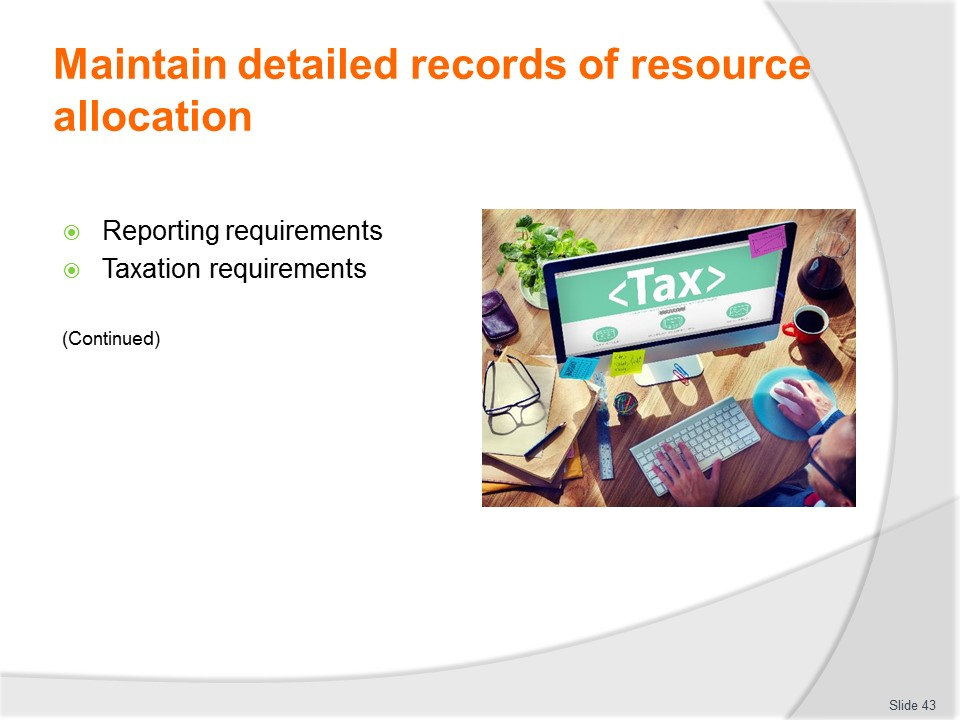 Maintain detailed records of resource
allocation
Reporting requirements
Taxation requirements
(Continued)
<Tax>
Slide 43